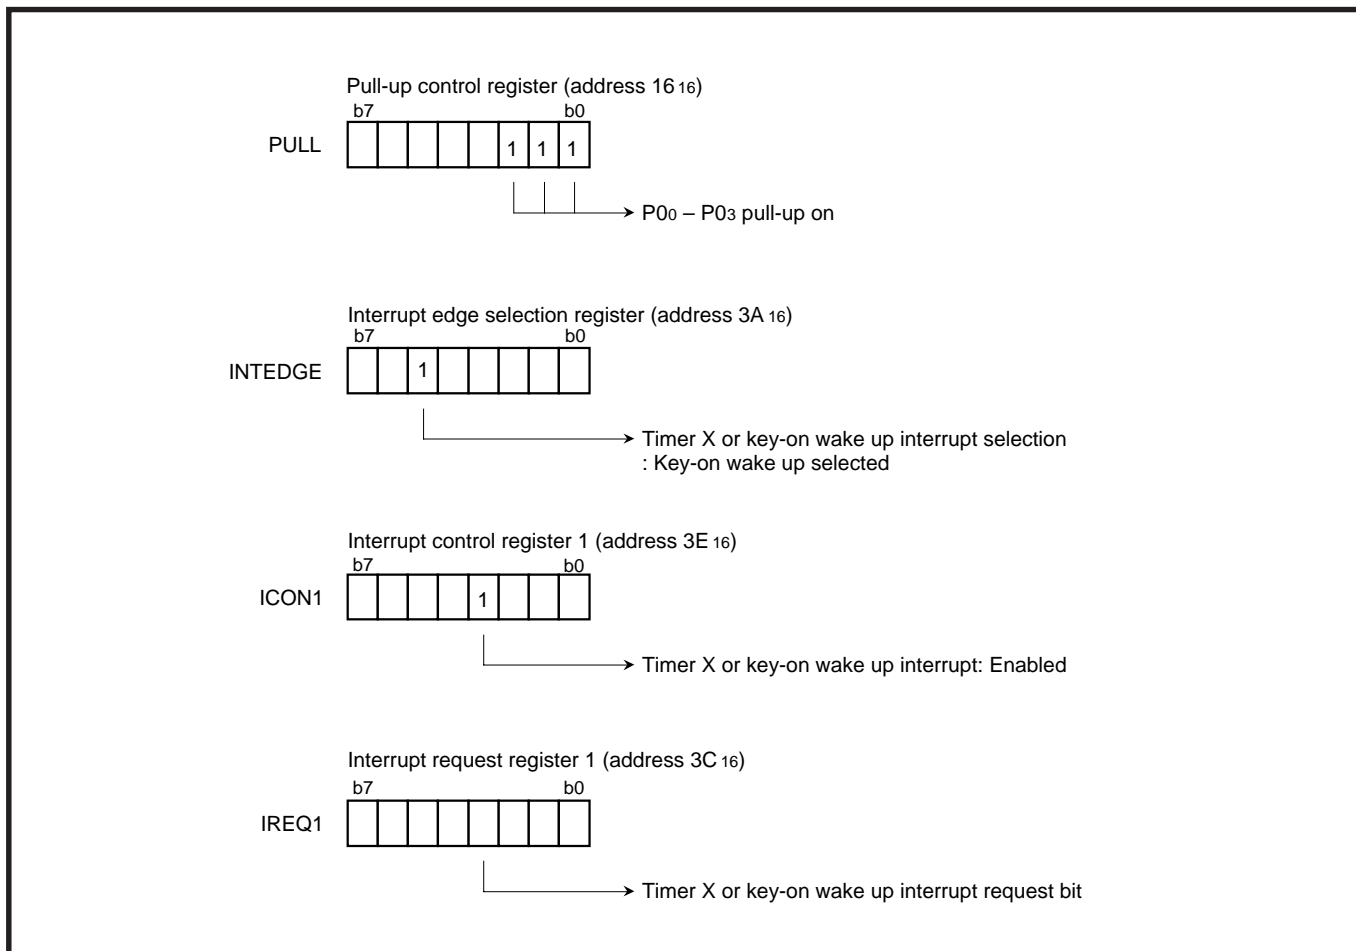 Pull-up control register (address 16 16)
b7 b0
PULL 1 1 1
P00 – P03 pull-up on
Interrupt edge selection register (address 3A 16)
b7 b0
INTEDGE 1
Timer X or key-on wake up interrupt selection
: Key-on wake up selected
Interrupt control register 1 (address 3E 16)
b7 b0
ICON1 1
Timer X or key-on wake up interrupt: Enabled
Interrupt request register 1 (address 3C 16)
b7 b0
IREQ1
Timer X or key-on wake up interrupt request bit